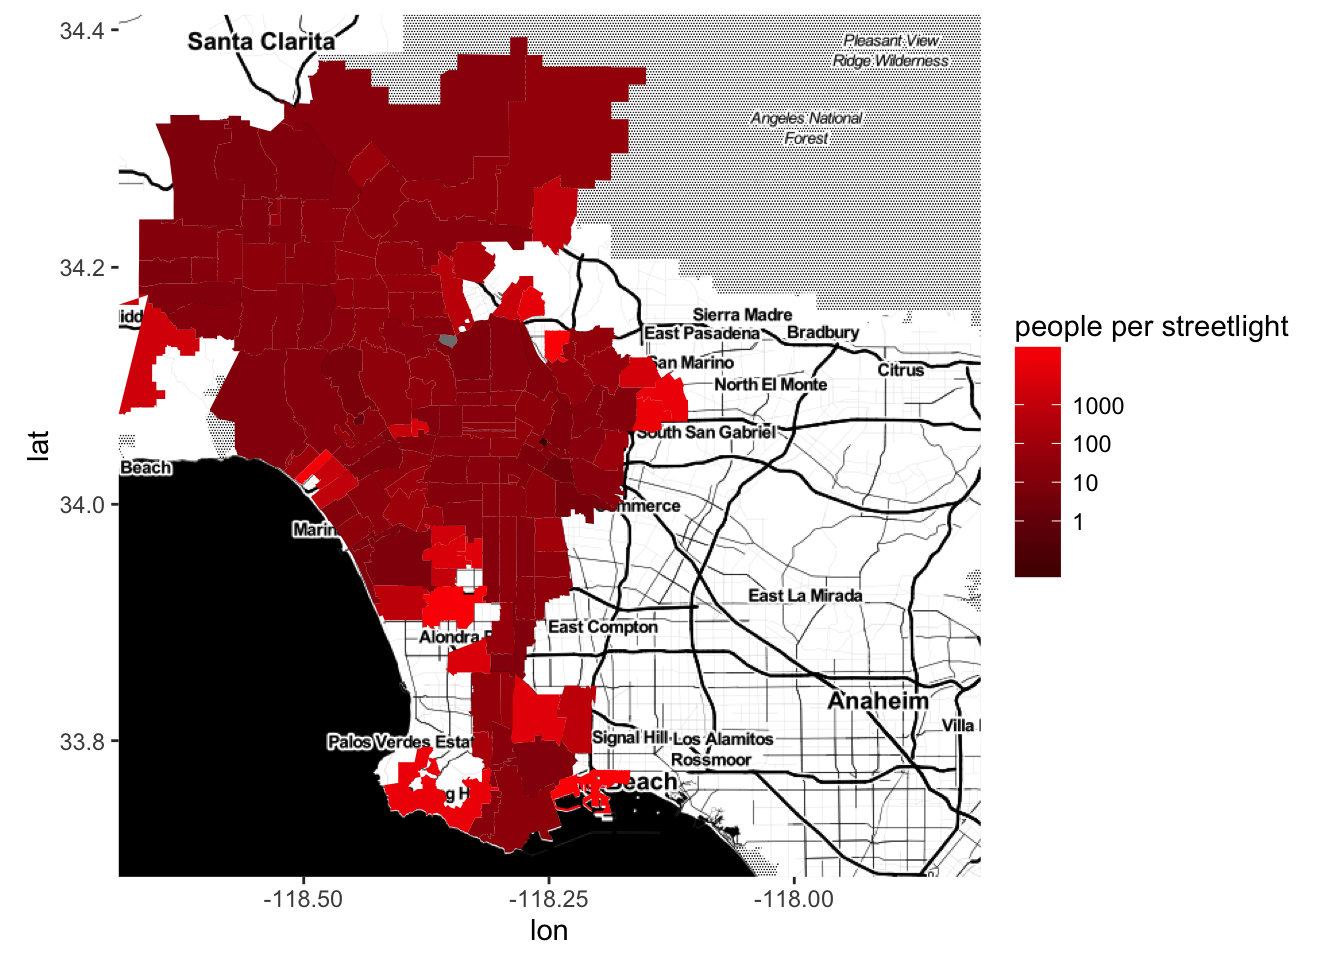 34.4
34.2
34.0
33.8
lat
-118.50
-118.25
-118.00
lon
Santa Clarita
Pleasant View
Ridge Wilderness
Angeles National
Forest
idd
Sierra Madre
East Pasadena
Bradbury
San Marino
Citrus
North El Monte
South San Gabriel
Beach
Marin
mmerce
East La Mirada
East Compton
Alondra
Anaheim
Villa
Palos Verdes Estat
Signal Hill
Los Alamitos
Rossmoor
g H
Beach
people per streetlight
1000
100
10
1